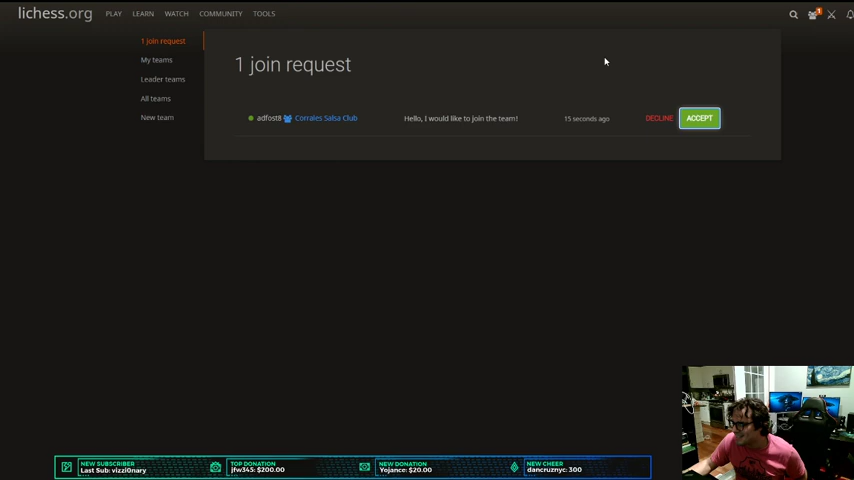 lichess.org PLAY LEARN WATCH COMMUNITY TOOLS 1
1 join request
My teams
Leader teams
All teams
New team
1 join request
adfost8 Corrales Salsa Club Hello, I would like to join the team! 15 seconds ago DECLINE ACCEPT
NEW SUBSCRIBER
Last Sub: vizzi0nary
TOP DONATION
jfw345: $200.00
NEW DONATION
Yojance: $20.00
NEW CHEER
dancruznyc: 300